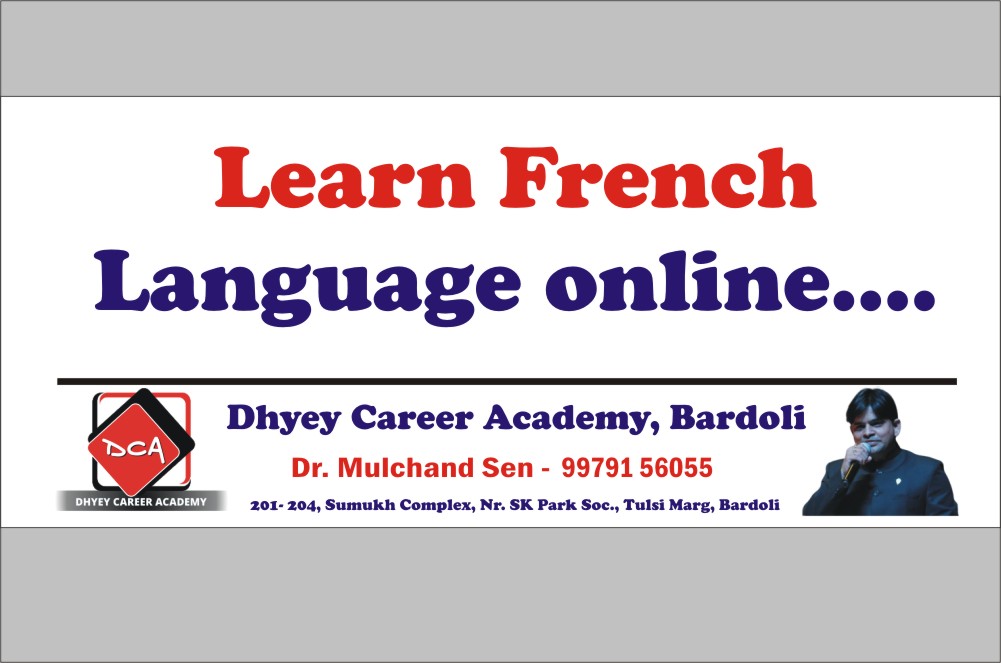 Learn French
Language online....
Dhyey Career Academy, Bardoli
DCA
Dr. Mulchand Sen - 99791 56055
DHYEY CAREER ACADEMY
201- 204, Sumukh Complex, Nr. SK Park Soc., Tulsi Marg, Bardoli